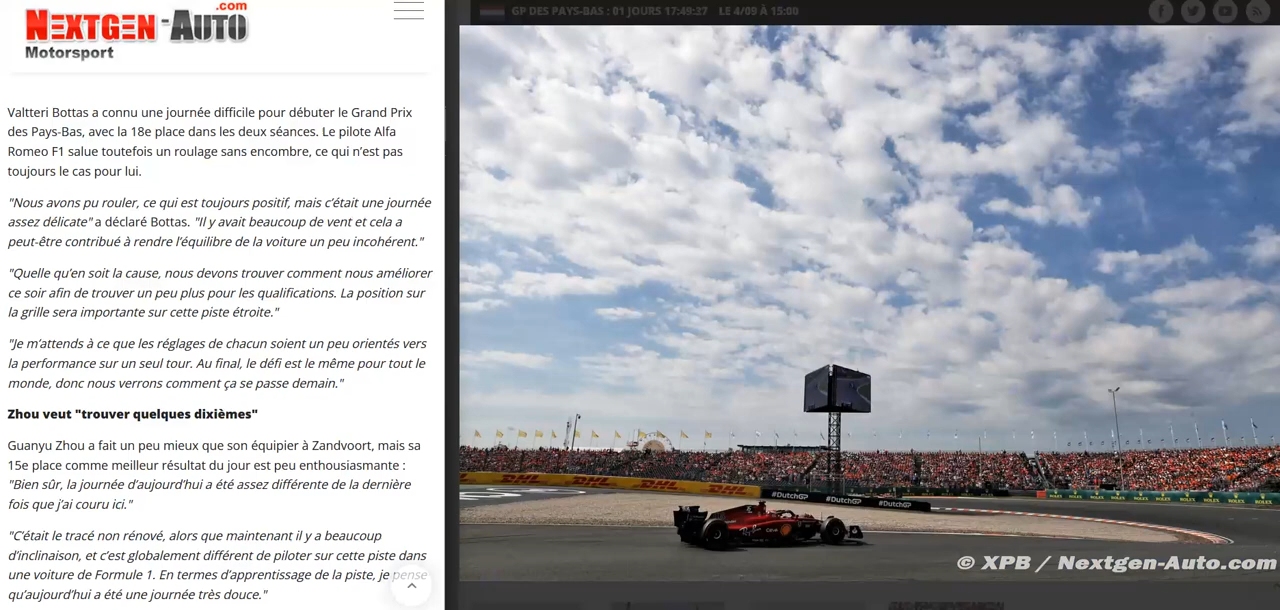 NEXTGEN-AUTO.com
Motorsport
GP DES PAYS-BAS : 01 JOURS 17:49:37 LE 4/09 À 15:00
Valtteri Bottas a connu une journée difficile pour débuter le Grand Prix
des Pays-Bas, avec la 18e place dans les deux séances. Le pilote Alfa
Romeo F1 salue toutefois un roulage sans encombre, ce qui n’est pas
toujours le cas pour lui.
"Nous avons pu rouler, ce qui est toujours positif, mais c’était une journée
assez délicate" a déclaré Bottas. "Il y avait beaucoup de vent et cela a
peut-être contribué à rendre l’équilibre de la voiture un peu incohérent."
"Quelle qu’en soit la cause, nous devons trouver comment nous améliorer
ce soir afin de trouver un peu plus pour les qualifications. La position sur
la grille sera importante sur cette piste étroite."
"Je m’attends à ce que les réglages de chacun soient un peu orientés vers
la performance sur un seul tour. Au final, le défi est le même pour tout le
monde, donc nous verrons comment ça se passe demain."
Zhou veut "trouver quelques dixièmes"
Guanyu Zhou a fait un peu mieux que son équipier à Zandvoort, mais sa
15e place comme meilleur résultat du jour est peu enthousiasmante :
"Bien sûr, la journée d’aujourd’hui a été assez différente de la dernière
fois que j’ai couru ici."
"C’était le tracé non rénové, alors que maintenant il y a beaucoup
d’inclinaison, et c’est globalement différent de piloter sur cette piste dans
une voiture de Formule 1. En termes d’apprentissage de la piste, je pense
qu’aujourd’hui a été une journée très douce."
DHL DHL DHL
#DutchGP #DutchGP #DutchGP
ROLEX ROLEX ROLEX ROLEX
© XPB / Nextgen-Auto.com